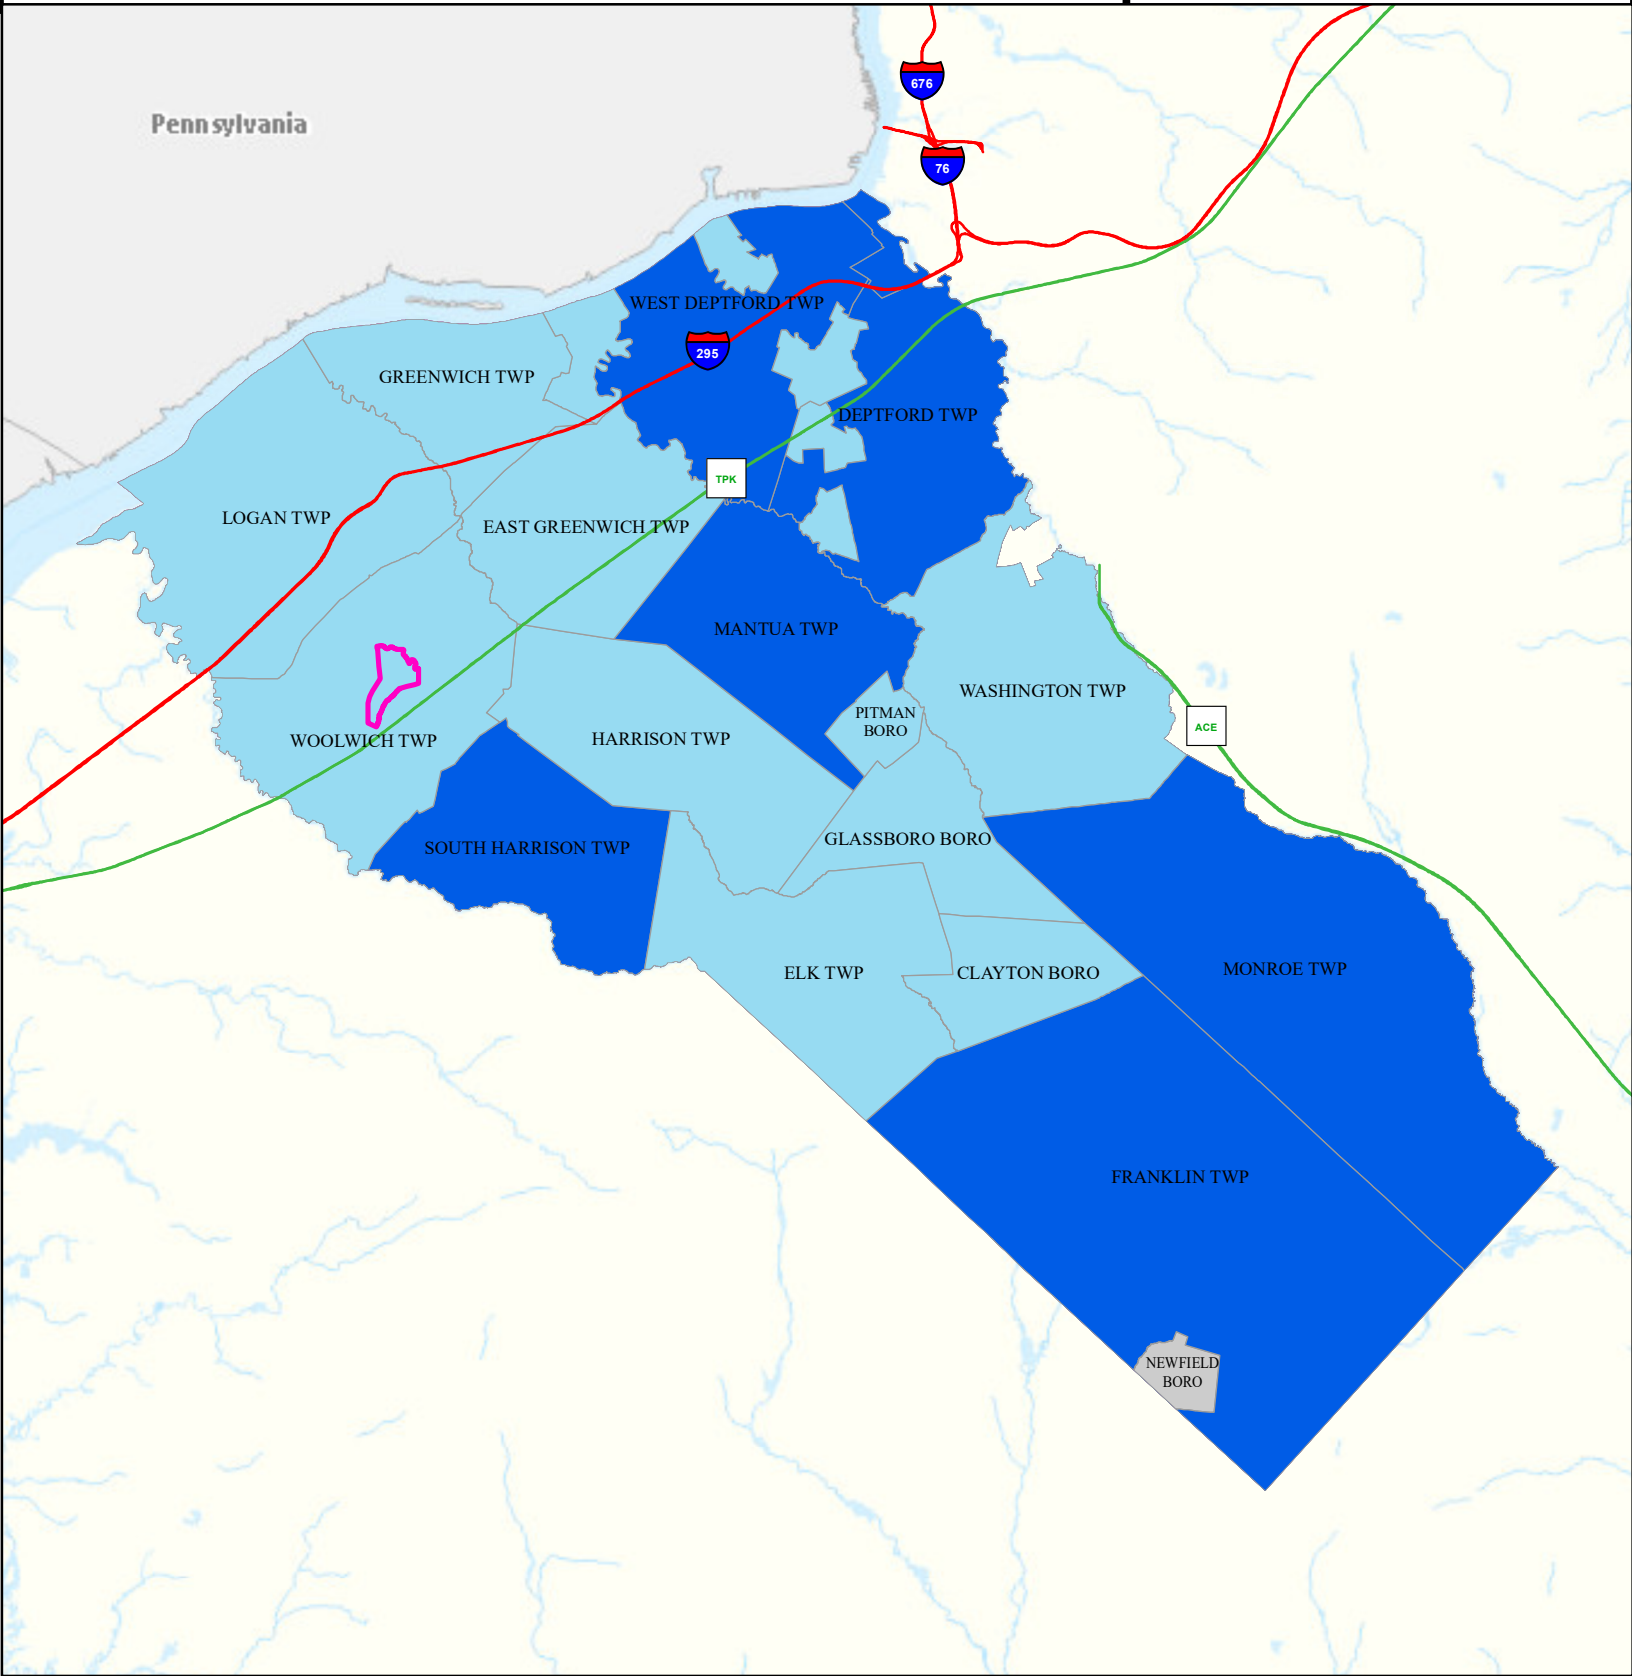 676
Pennsylvania
76
WEST DEPTFORD TWP
295
GREENWICH TWP
DEPTFORD TWP
TPK
LOGAN TWP
EAST GREENWICH TWP
MANTUA TWP
WASHINGTON TWP
PITMAN
BORO
ACE
WOOLWICH TWP
HARRISON TWP
GLASSBORO BORO
SOUTH HARRISON TWP
ELK TWP
CLAYTON BORO
MONROE TWP
FRANKLIN TWP
NEWFIELD
BORO